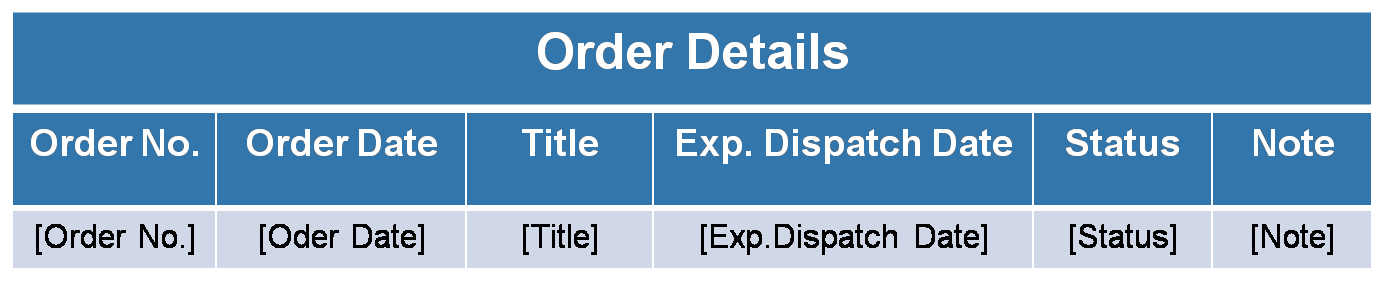 Order Details
Order No. Order Date Title Exp. Dispatch Date Status Note
[Order No.] [Oder Date] [Title] [Exp.Dispatch Date] [Status] [Note]